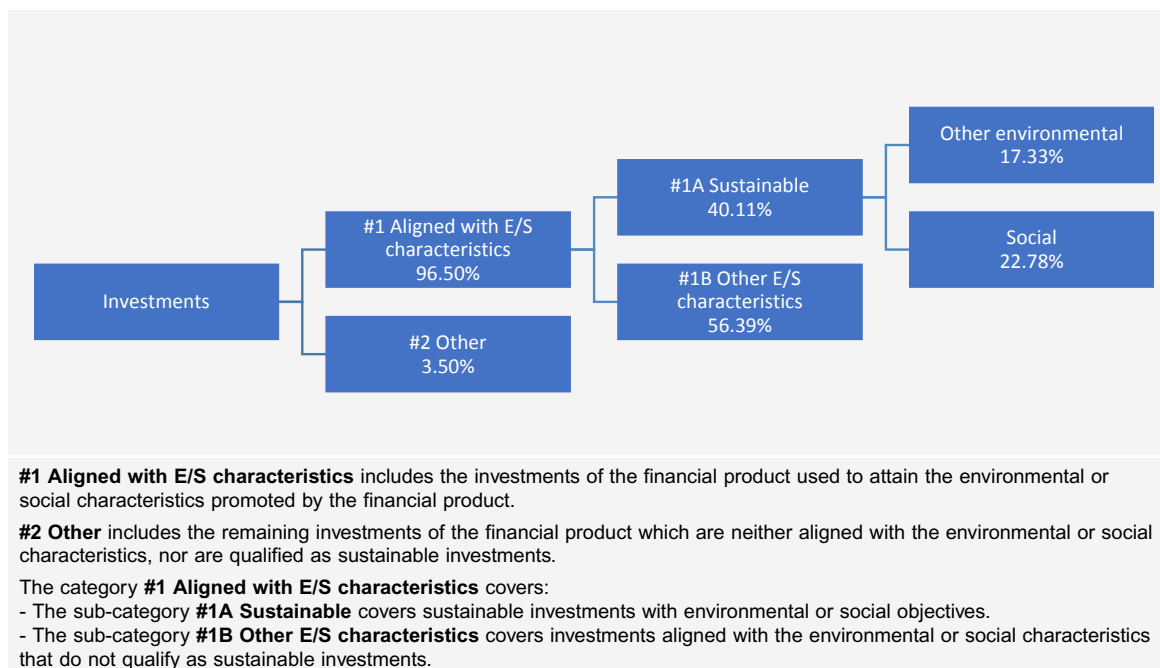 Investments
#1 Aligned with E/S
characteristics
96.50%
#2 Other
3.50%
#1A Sustainable
40.11%
#1B Other E/S
characteristics
56.39%
Other environmental
17.33%
Social
22.78%
#1 Aligned with E/S characteristics includes the investments of the financial product used to attain the environmental or
social characteristics promoted by the financial product.
#2 Other includes the remaining investments of the financial product which are neither aligned with the environmental or social
characteristics, nor are qualified as sustainable investments.
The category #1 Aligned with E/S characteristics covers:
- The sub-category #1A Sustainable covers sustainable investments with environmental or social objectives.
- The sub-category #1B Other E/S characteristics covers investments aligned with the environmental or social characteristics
that do not qualify as sustainable investments.